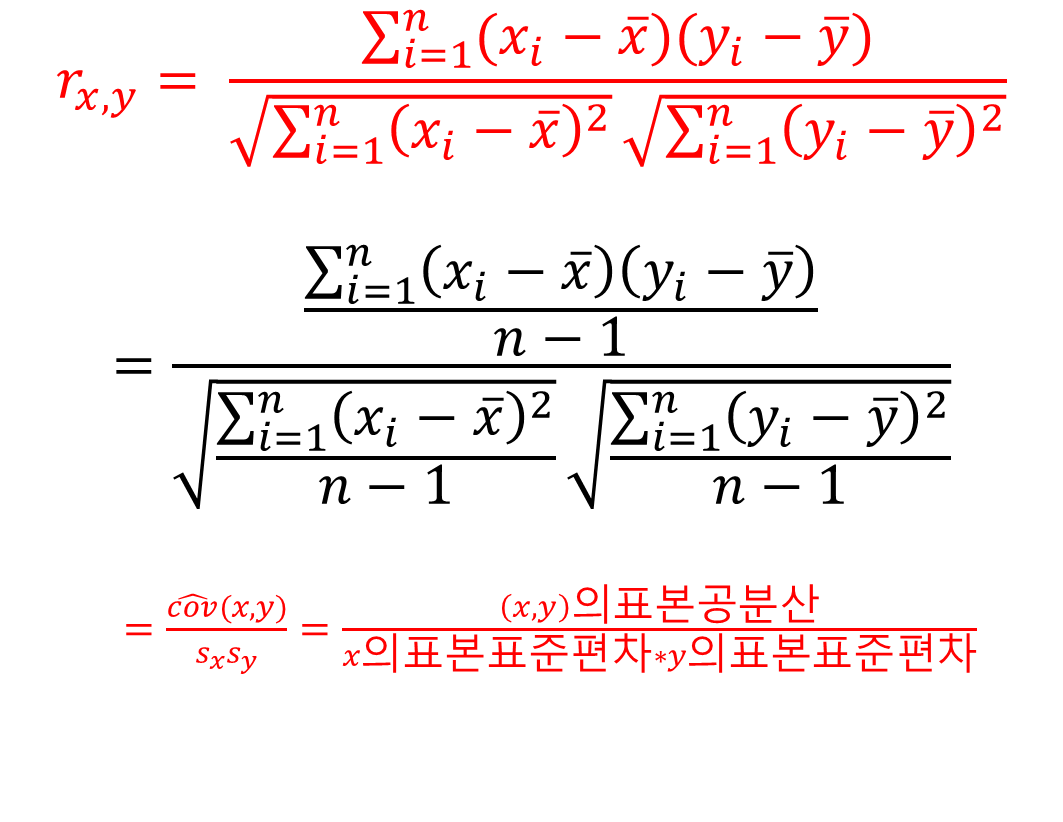 r_{x,y} = \frac{\sum_{i=1}^{n}(x_i - \bar{x})(y_i - \bar{y})}{\sqrt{\sum_{i=1}^{n}(x_i - \bar{x})^2}\sqrt{\sum_{i=1}^{n}(y_i - \bar{y})^2}}
= \frac{\frac{\sum_{i=1}^{n}(x_i - \bar{x})(y_i - \bar{y})}{n-1}}{\sqrt{\frac{\sum_{i=1}^{n}(x_i - \bar{x})^2}{n-1}}\sqrt{\frac{\sum_{i=1}^{n}(y_i - \bar{y})^2}{n-1}}}
= \frac{\widehat{cov}(x,y)}{s_x s_y} = \frac{(x,y)의표본공분산}{x의표본표준편차*y의표본표준편차}